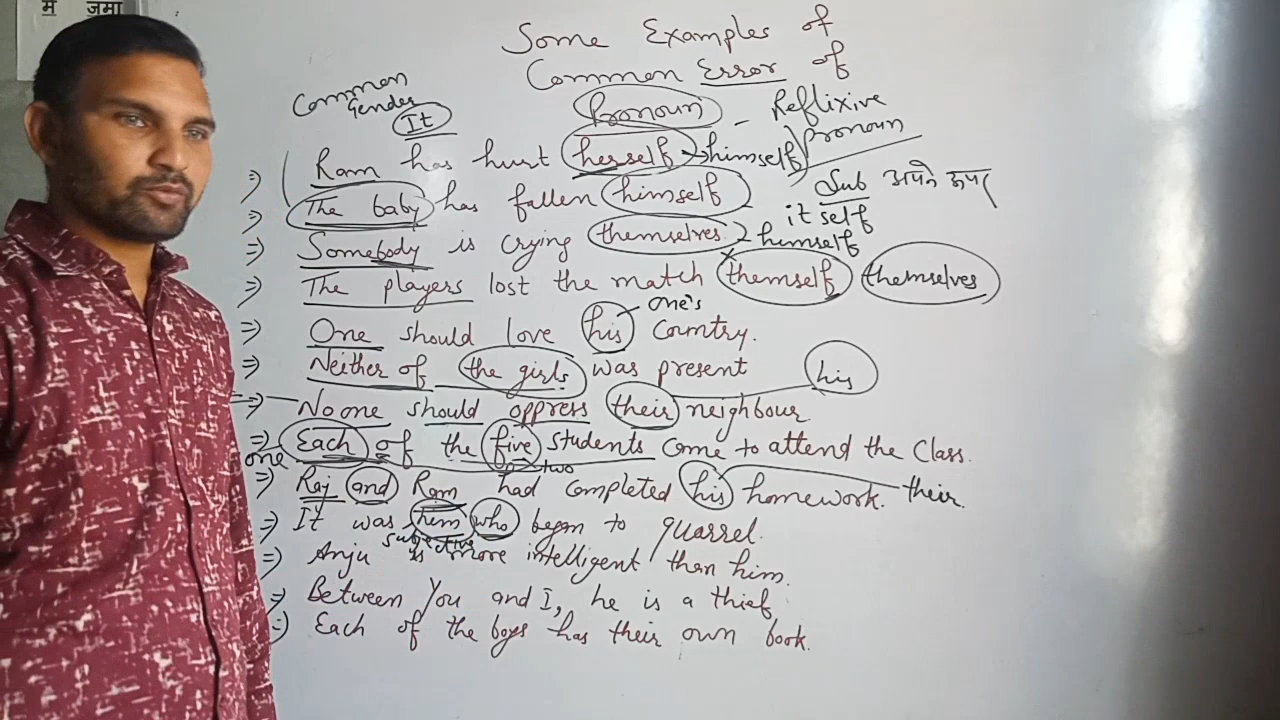 म जमा
Some Examples of
Common Error of
Pronoun
Common
Gender
It
Reflixive
pronoun
Ram has hurt herself himself
Sub अपने ऊपर
The baby has fallen himself itself
Somebody is crying themselves himself
The players lost the match themself themselves
One should love his Country. one's
Neither of the girls was present
No one should oppress their neighbour his
Each of the five students come to attend the Class.
one two
Raj and Ram had completed his homework. their
It was him who began to quarrel.
subjective
Anju is more intelligent than him.
Between You and I, he is a thief
Each of the boys has their own book.